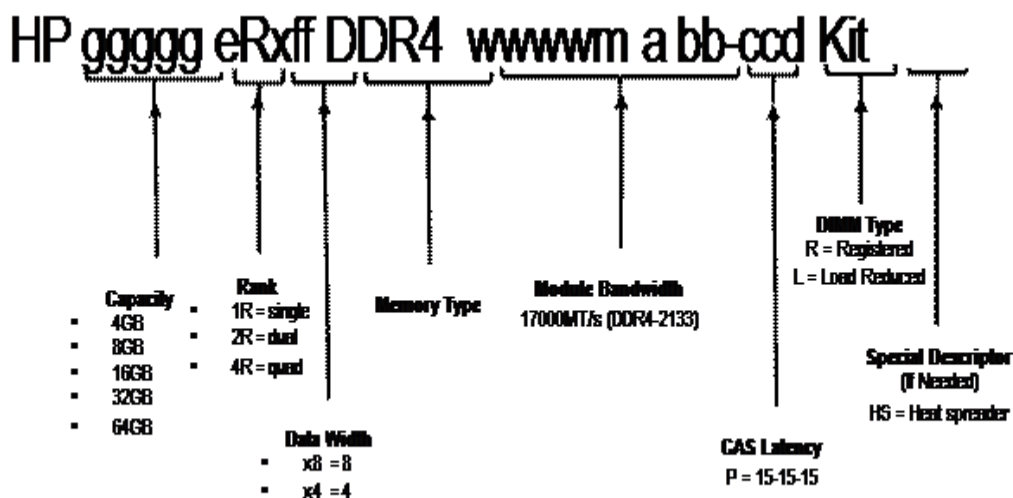 HP ggggg eRxff DDR4 wwwwm a bb-ccd Kit
DIMM Type
R = Registered
L = Load Reduced
Rank
1R = single
2R = dual
4R = quad
Capacity
4GB
8GB
16GB
32GB
64GB
Memory Type
Module Bandwidth
17000MT/s (DDR4-2133)
Special Descriptor
(If Needed)
HS = Heat spreader
Data Width
x8 = 8
x4 = 4
CAS Latency
P = 15-15-15